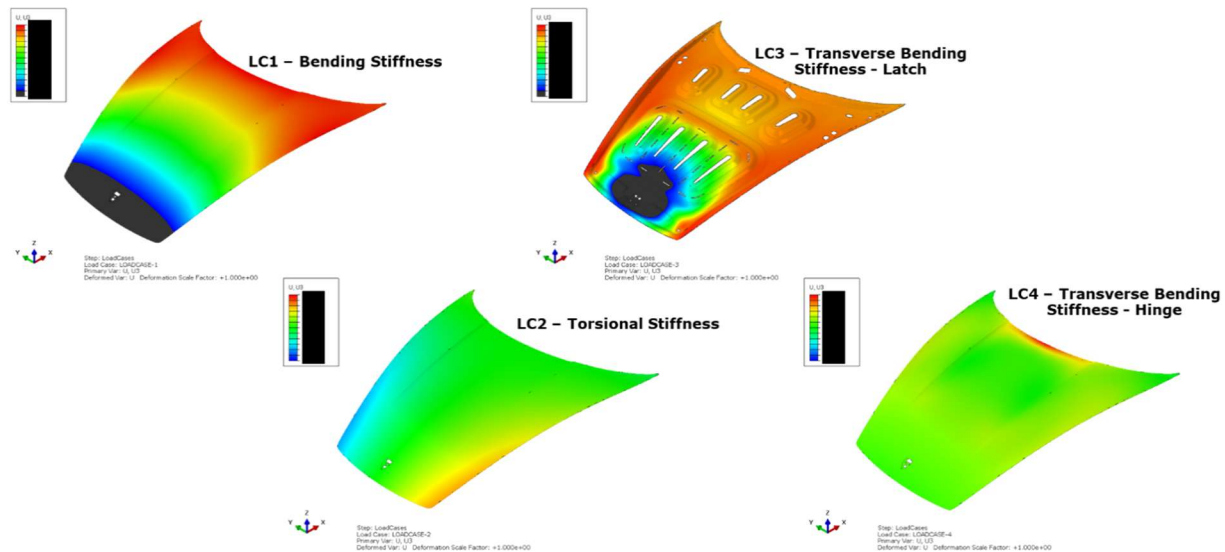 U, U3
LC1 – Bending Stiffness
Z
Y
X
Step: LoadCases
Load Case: LOADCASE-1
Primary Var: U, U3
Deformed Var: U Deformation Scale Factor: +1.000e+00
U, U3
LC3 – Transverse Bending
Stiffness - Latch
Z
Y
X
Step: LoadCases
Load Case: LOADCASE-3
Primary Var: U, U3
Deformed Var: U Deformation Scale Factor: +1.000e+00
U, U3
LC2 – Torsional Stiffness
Z
Y
X
Step: LoadCases
Load Case: LOADCASE-2
Primary Var: U, U3
Deformed Var: U Deformation Scale Factor: +1.000e+00
U, U3
LC4 – Transverse Bending
Stiffness - Hinge
Z
Y
X
Step: LoadCases
Load Case: LOADCASE-4
Primary Var: U, U3
Deformed Var: U Deformation Scale Factor: +1.000e+00